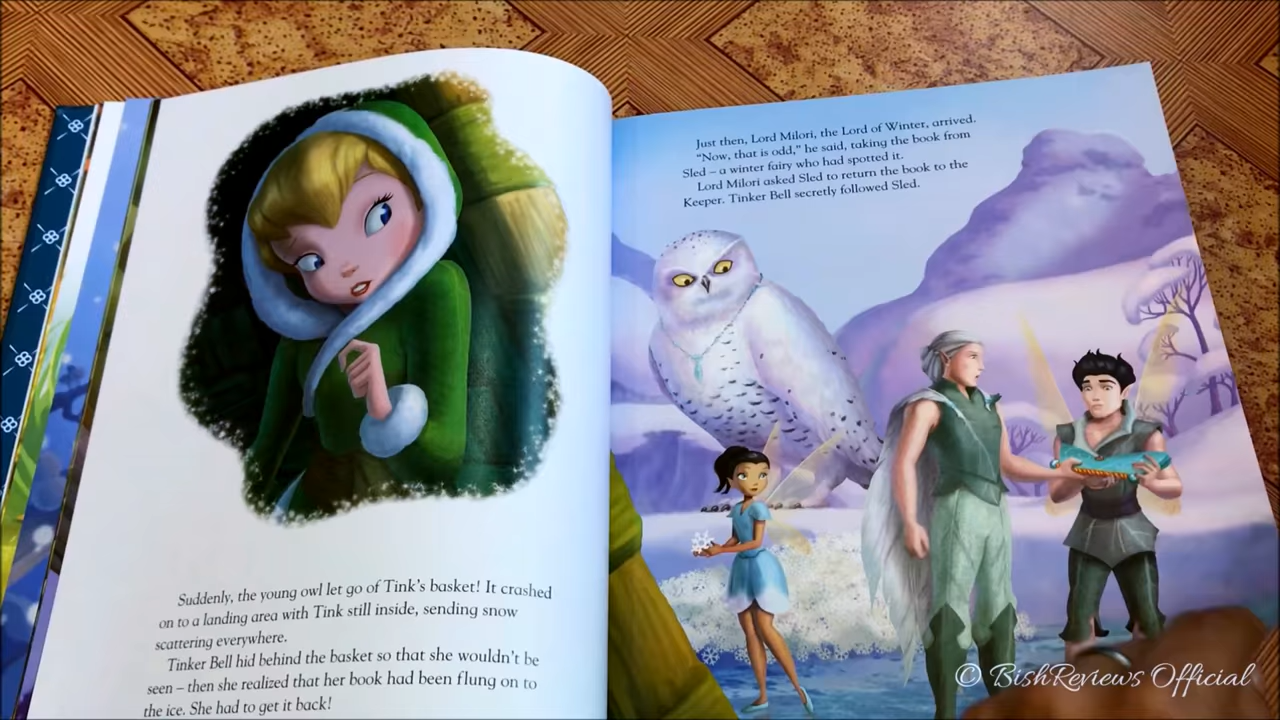 Suddenly, the young owl let go of Tink's basket! It crashed
on to a landing area with Tink still inside, sending snow
scattering everywhere.
Tinker Bell hid behind the basket so that she wouldn't be
seen – then she realized that her book had been flung on to
the ice. She had to get it back!
Just then, Lord Milori, the Lord of Winter, arrived.
"Now, that is odd," he said, taking the book from
Sled – a winter fairy who had spotted it.
Lord Milori asked Sled to return the book to the
Keeper. Tinker Bell secretly followed Sled.
© BishReviews Official